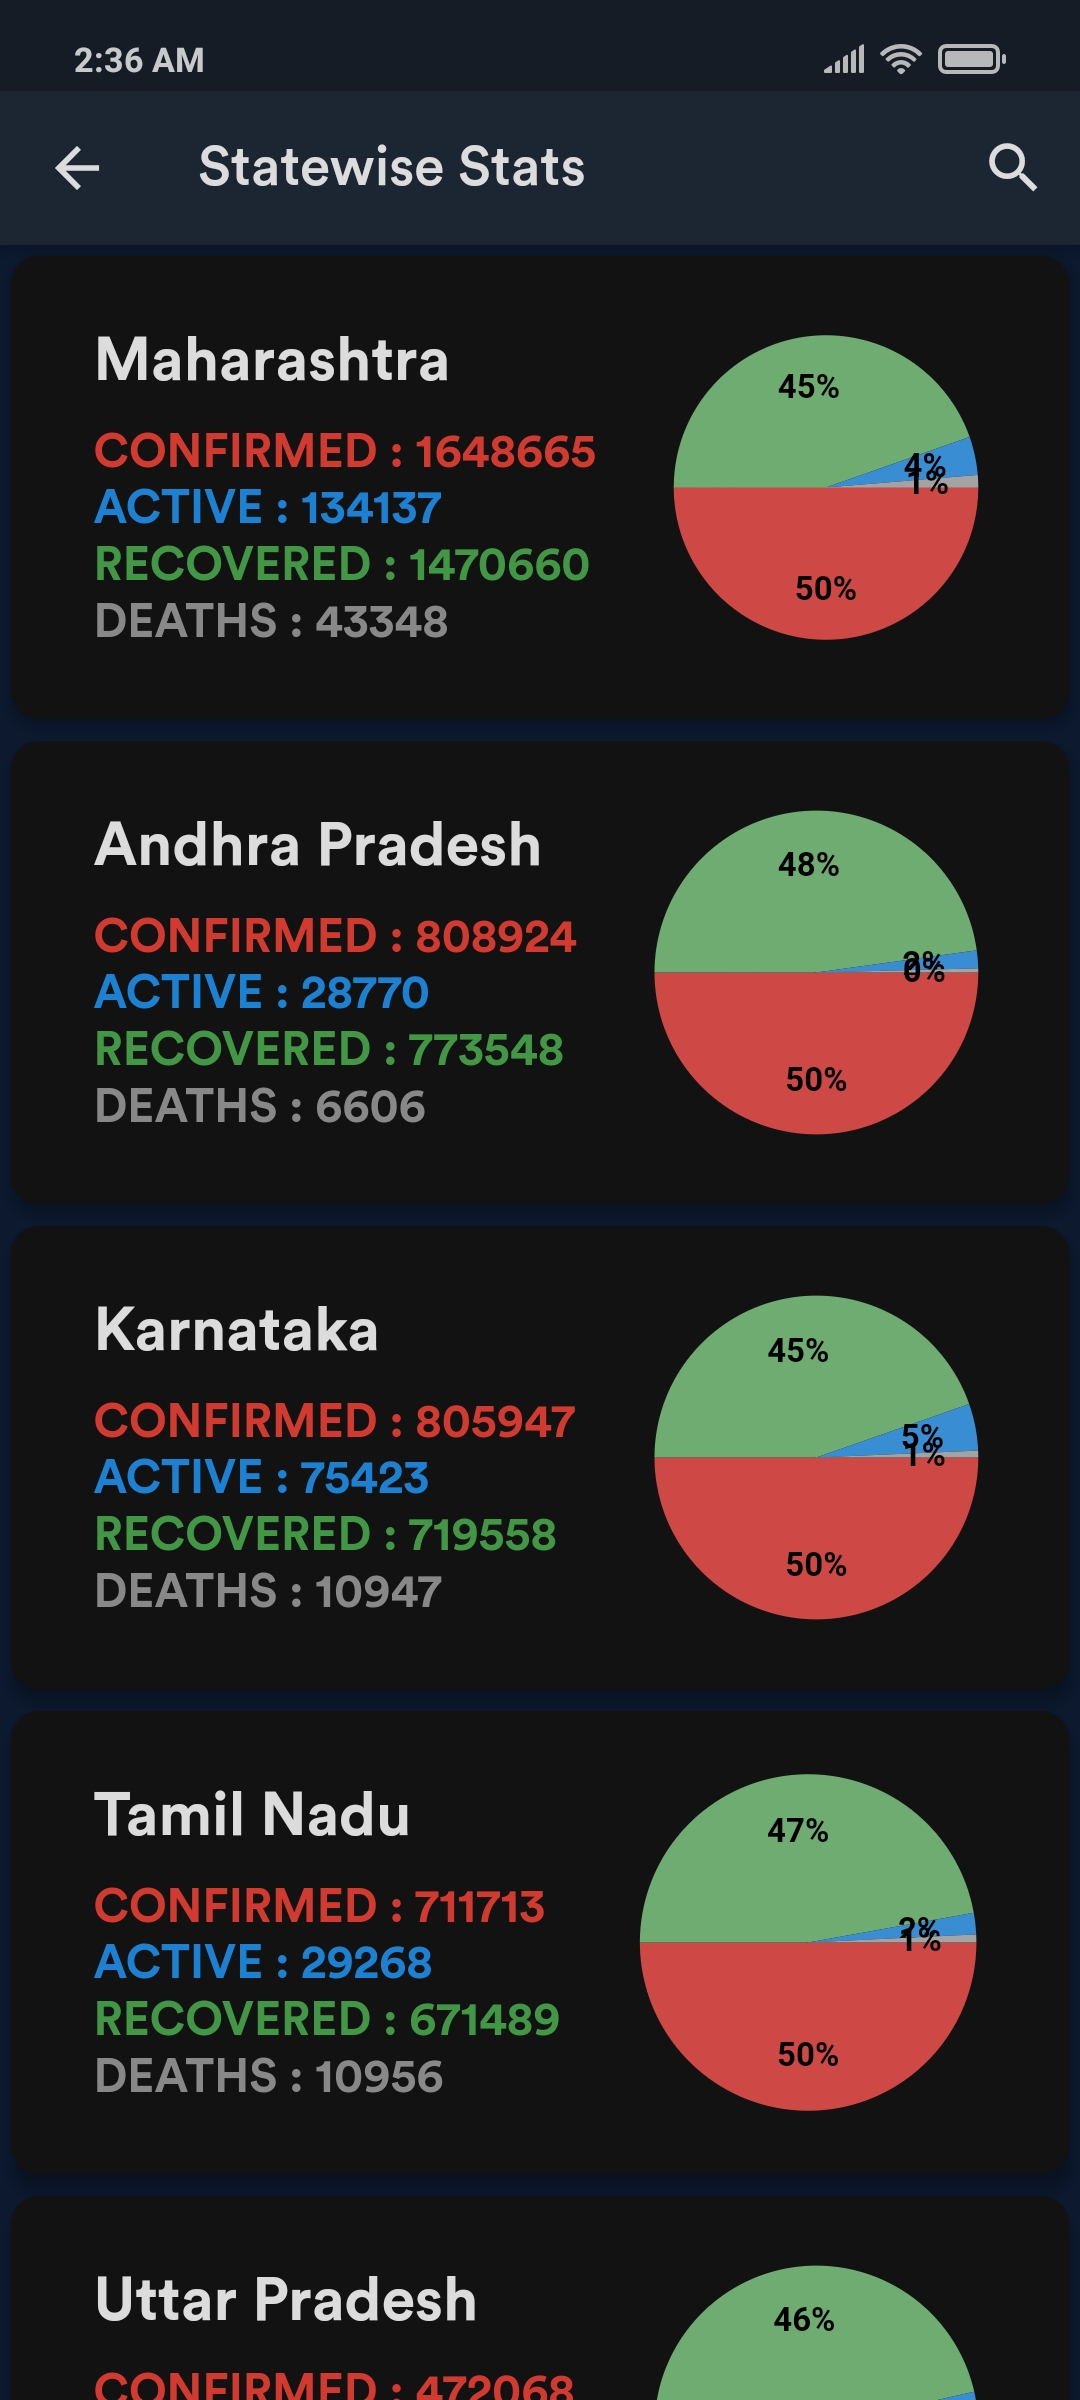 2:36 AM
Statewise Stats
Maharashtra
CONFIRMED : 1648665
ACTIVE : 134137
RECOVERED : 1470660
DEATHS : 43348
45%
4%
1%
50%
Andhra Pradesh
CONFIRMED : 808924
ACTIVE : 28770
RECOVERED : 773548
DEATHS : 6606
48%
2%
0%
50%
Karnataka
CONFIRMED : 805947
ACTIVE : 75423
RECOVERED : 719558
DEATHS : 10947
45%
5%
1%
50%
Tamil Nadu
CONFIRMED : 711713
ACTIVE : 29268
RECOVERED : 671489
DEATHS : 10956
47%
2%
1%
50%
Uttar Pradesh
CONFIRMED : 472068
46%